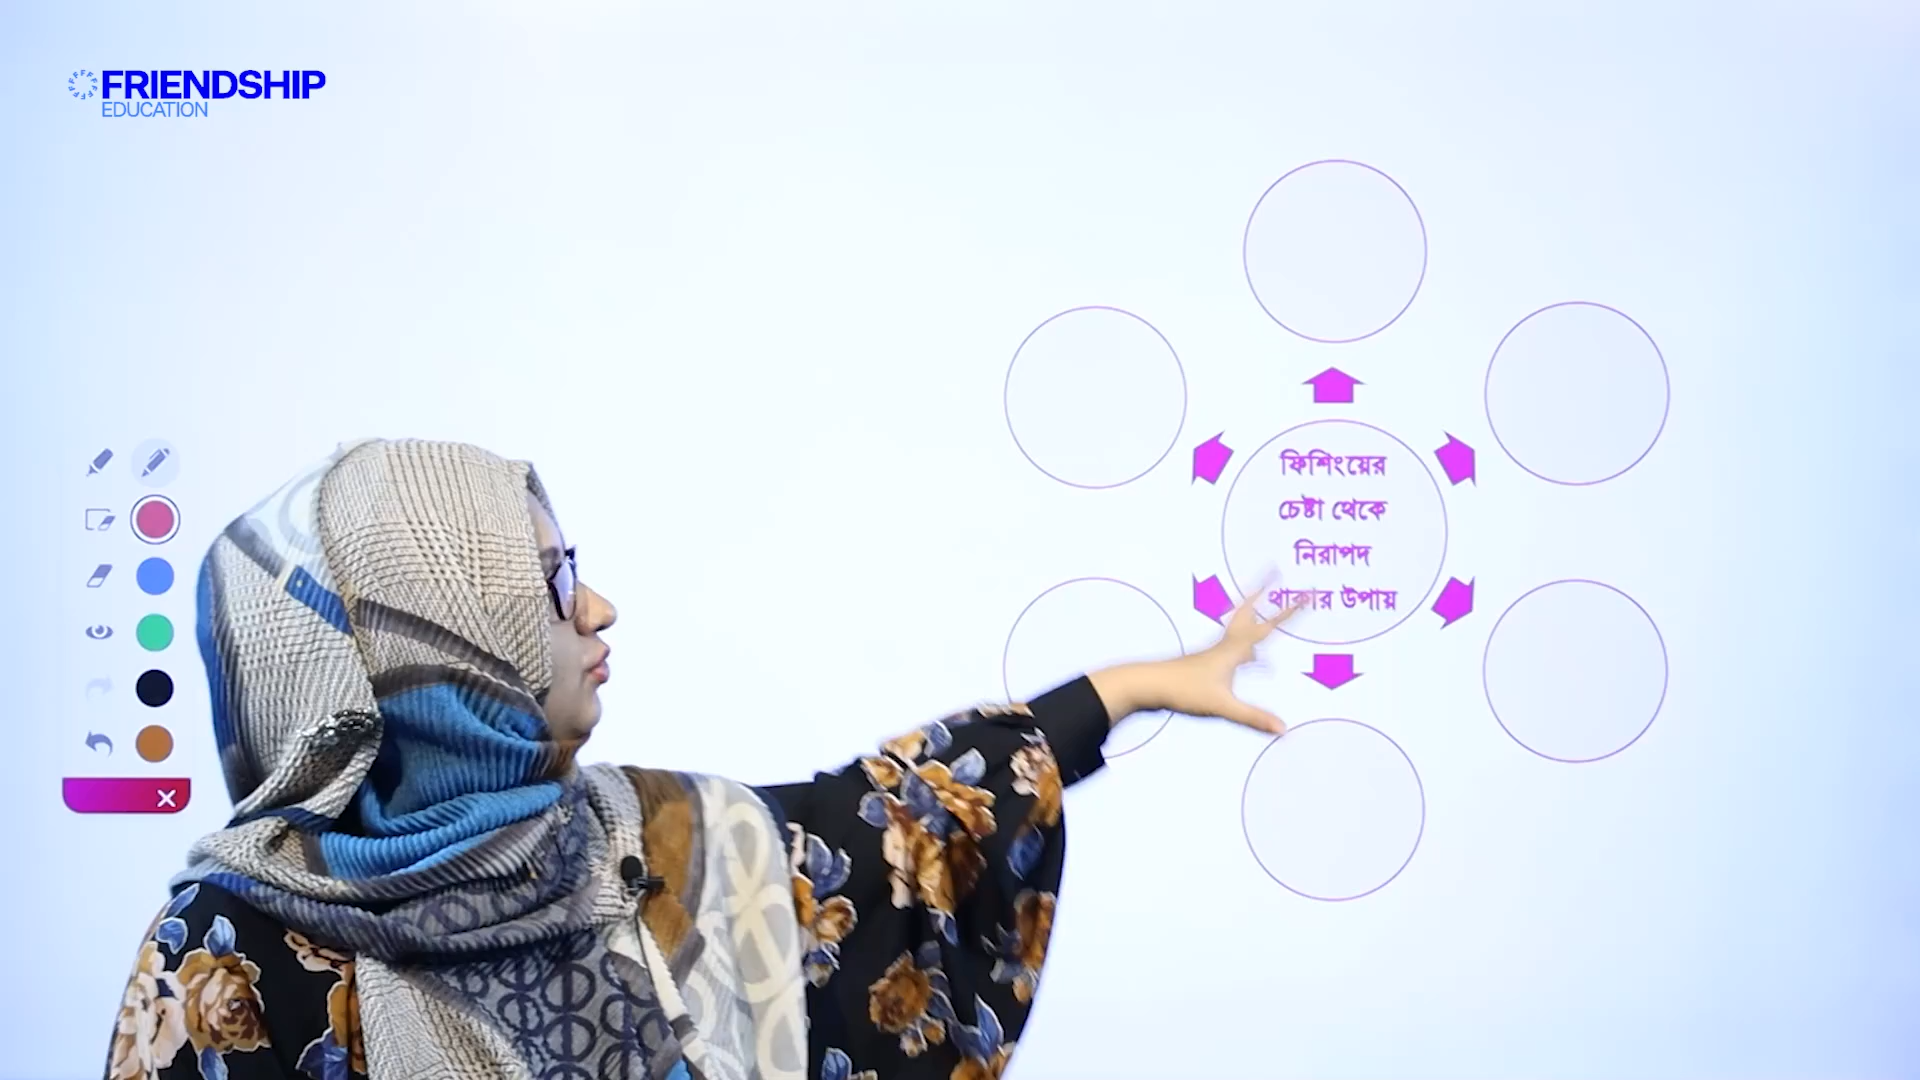 FRIENDSHIP
EDUCATION
ফিশিংয়ের
চেষ্টা থেকে
নিরাপদ
থাকার উপায়